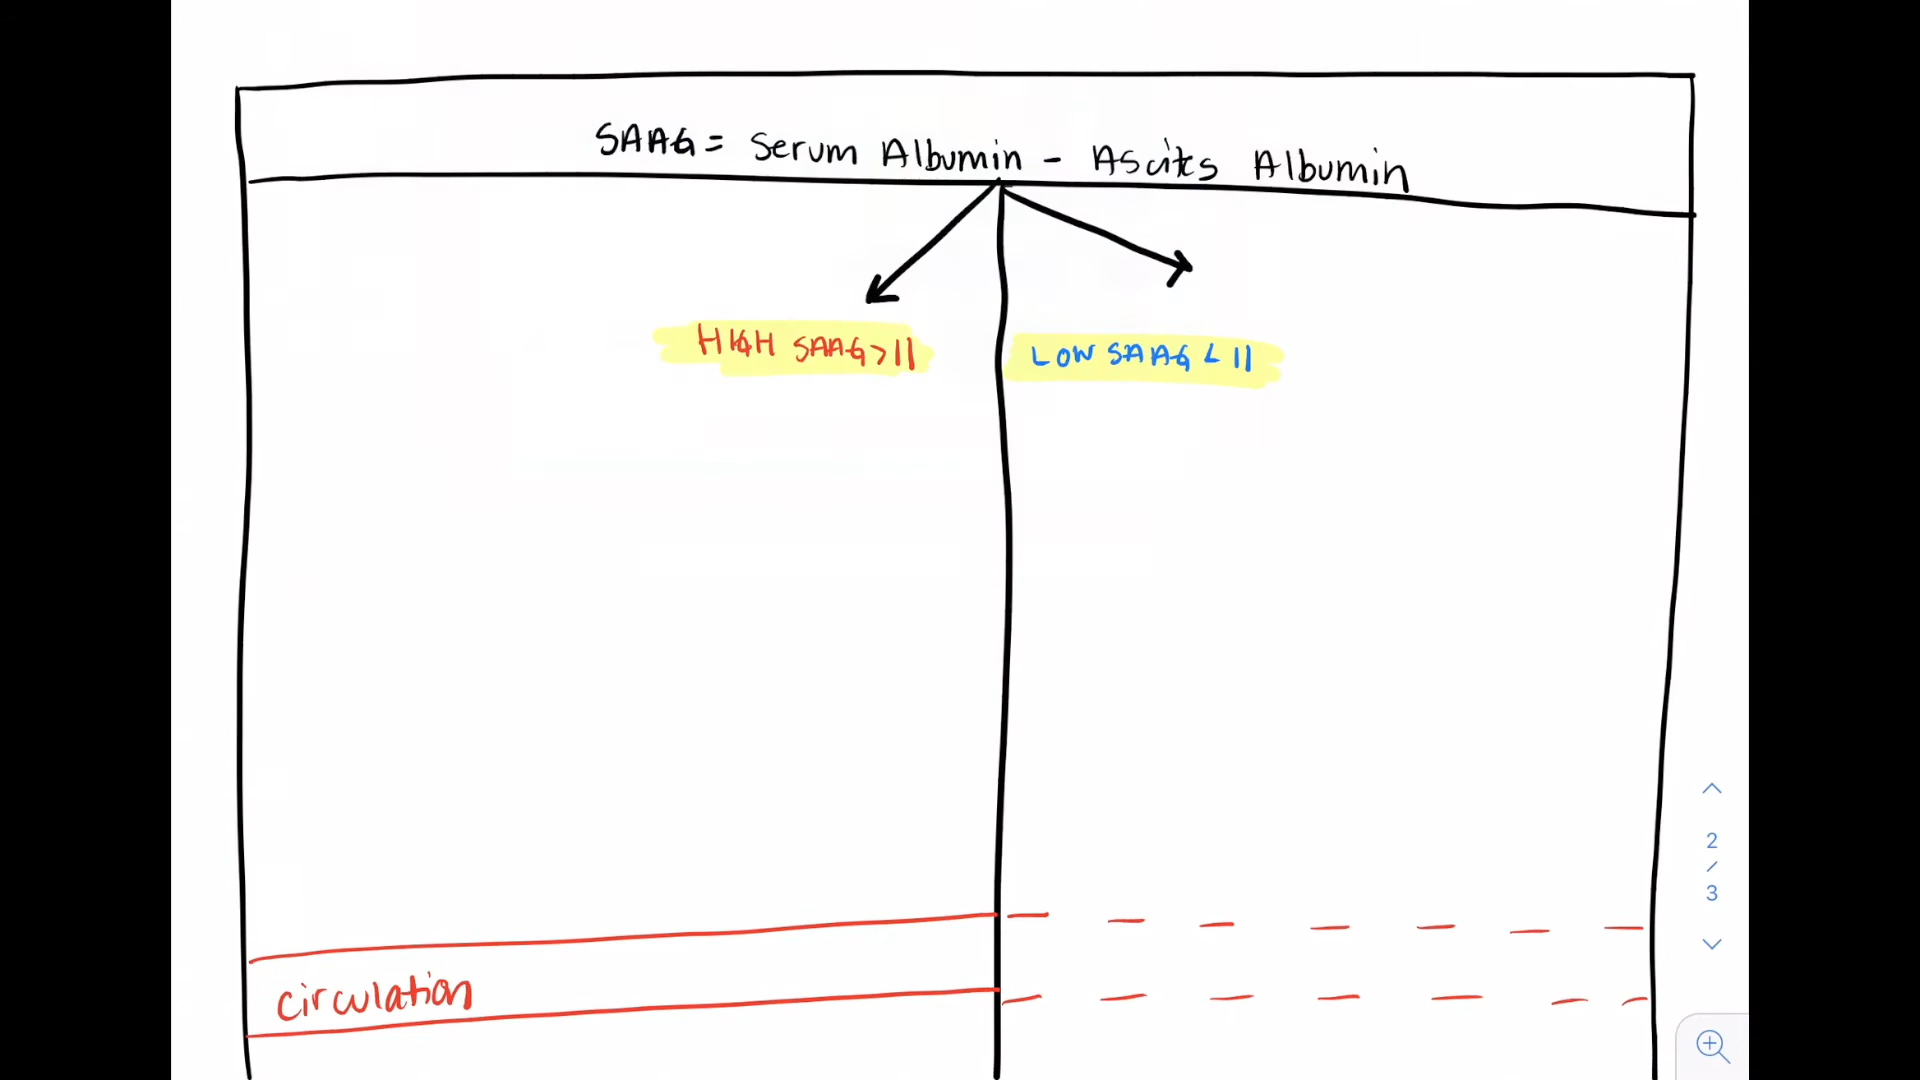 SAAG = Serum Albumin - Ascites Albumin
HIGH SAAG > 11
LOW SAAG < 11
2
/
3
circulation